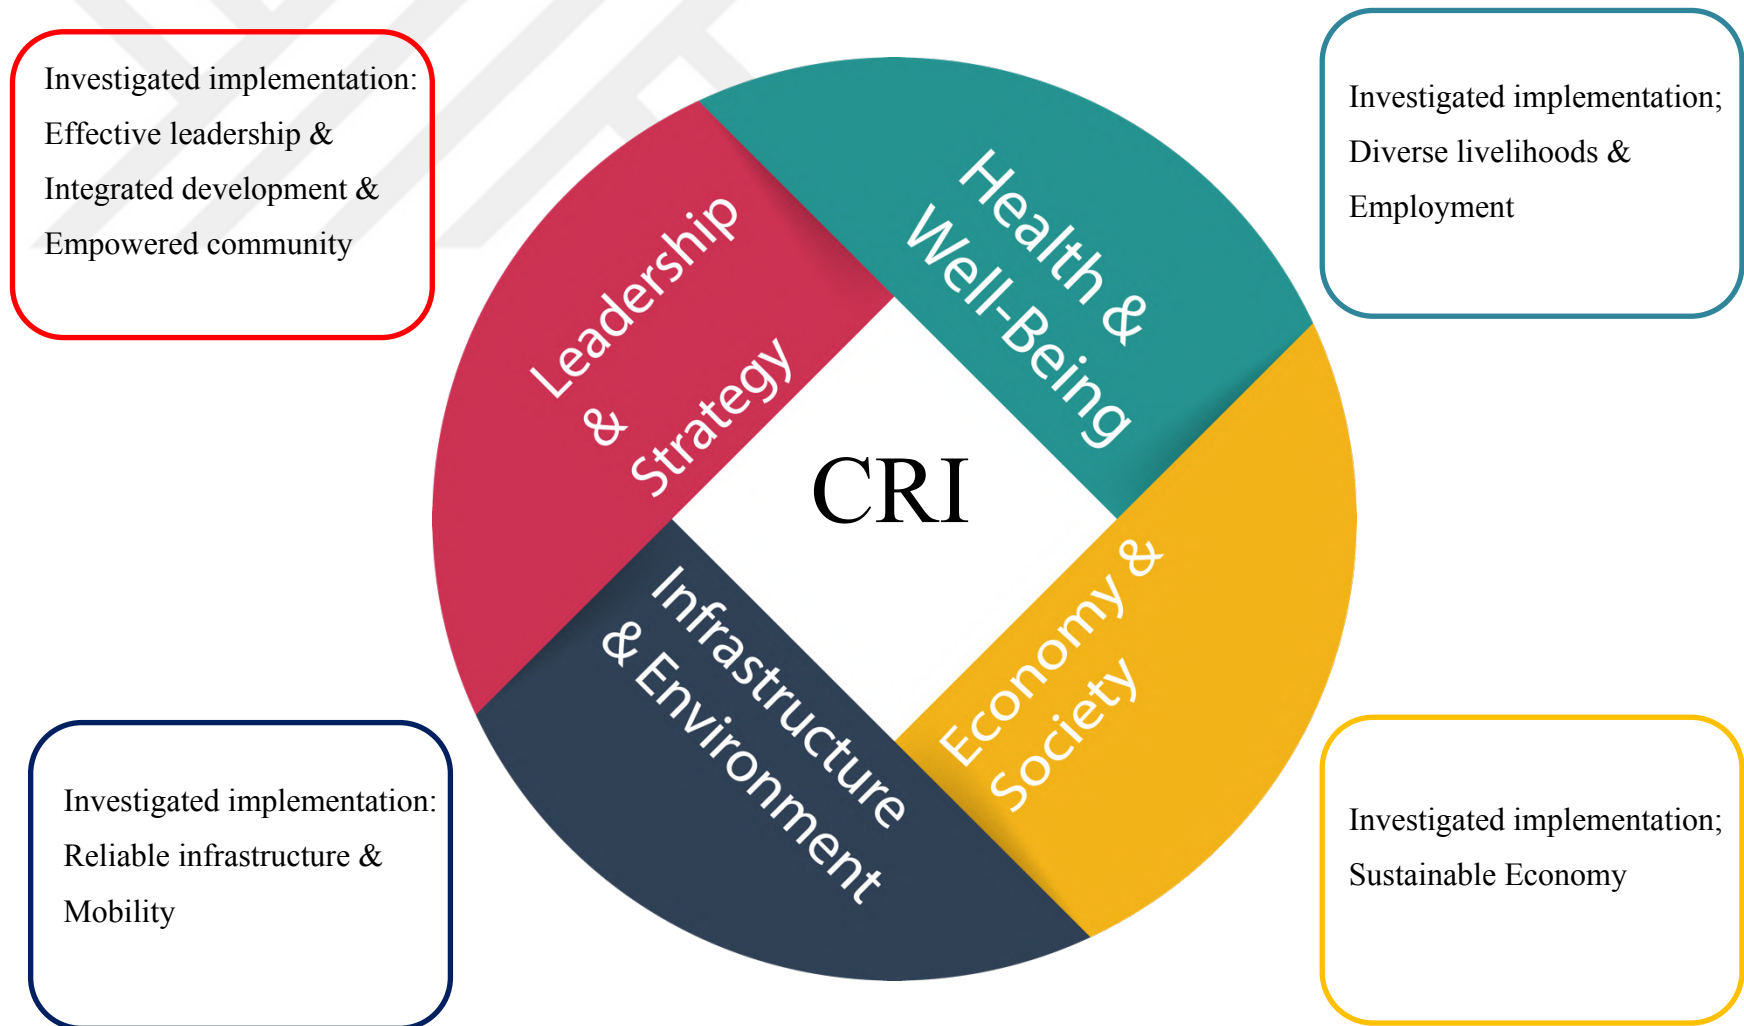 Investigated implementation:
Effective leadership &
Integrated development &
Empowered community
Investigated implementation;
Diverse livelihoods &
Employment
Leadership
&
Strategy
Health &
Well-Being
CRI
Infrastructure
& Environment
Economy &
Society
Investigated implementation:
Reliable infrastructure &
Mobility
Investigated implementation;
Sustainable Economy